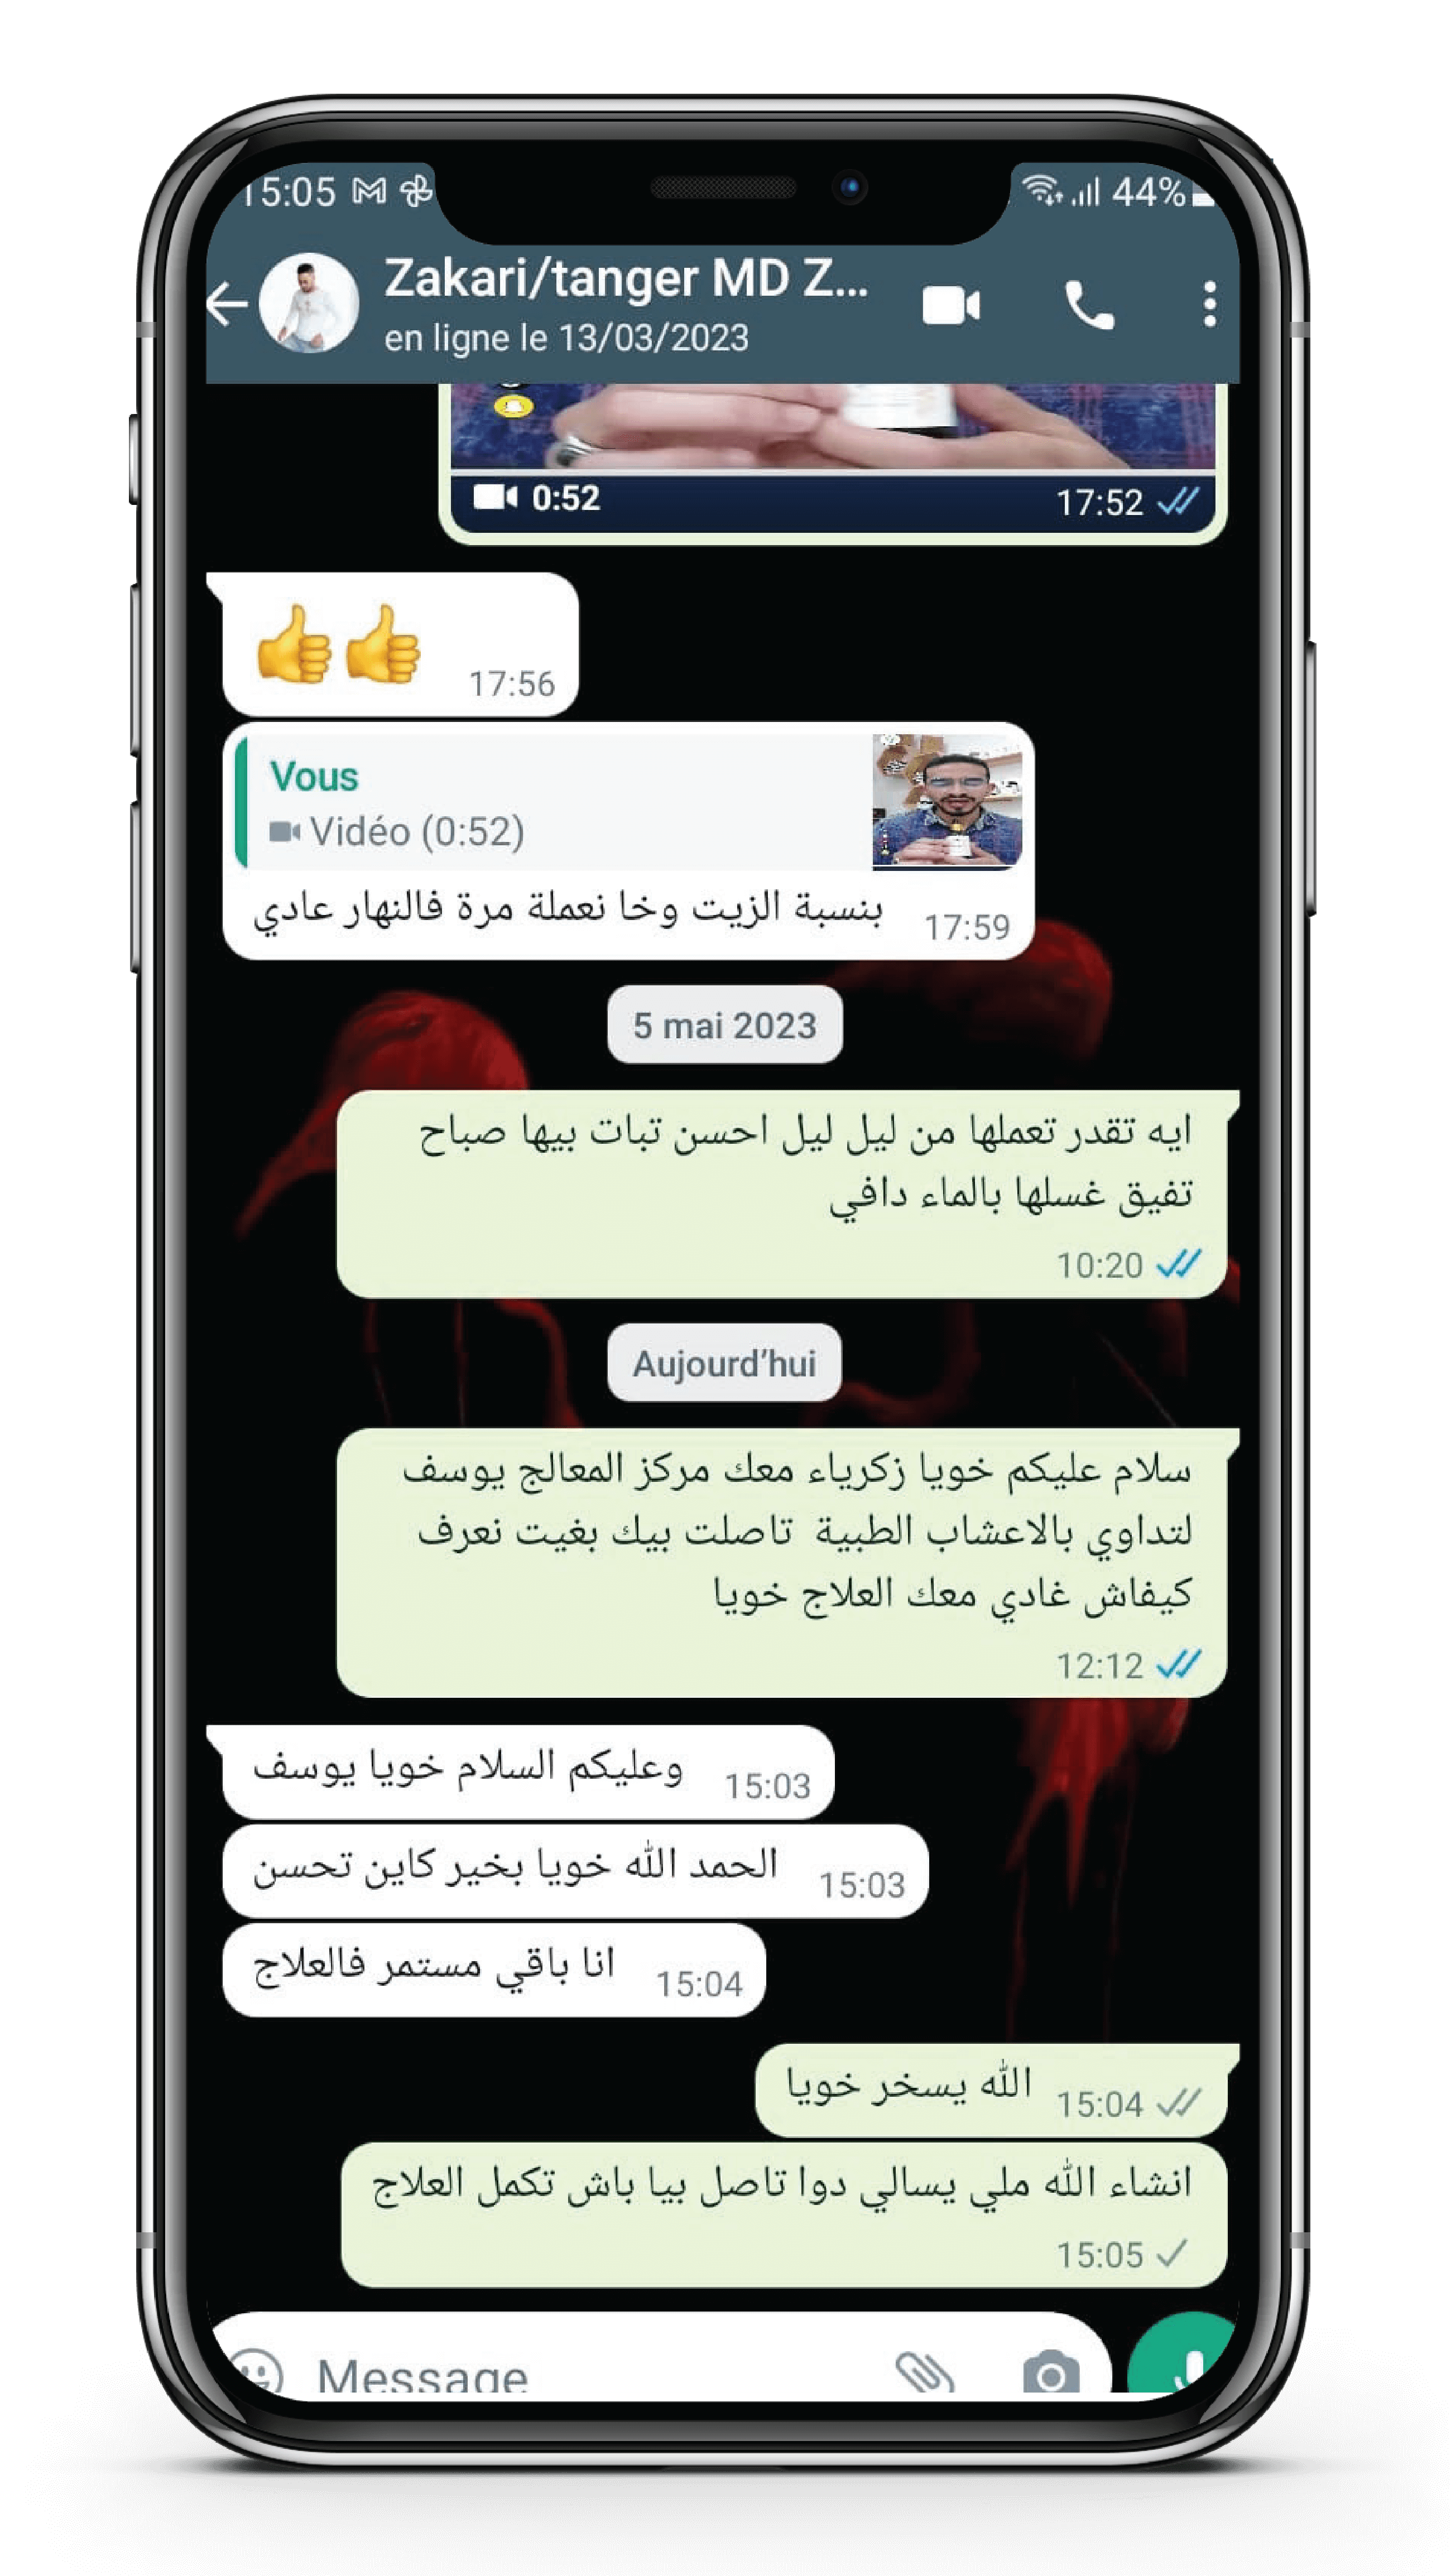 15:05
44%
Zakari/tanger MD Z...
en ligne le 13/03/2023
0:52
17:52
👍👍
17:56
Vous
Vidéo (0:52)
بنسبة الزيت وخا نعملة مرة فالنهار عادي
17:59
5 mai 2023
ايه تقدر تعملها من ليل ليل احسن تبات بيها صباح
تفيق غسلها بالماء دافي
10:20
Aujourd’hui
سلام عليكم خويا زكرياء معك مركز المعالج يوسف
لتداوي بالاعشاب الطبية تاصلت بيك بغيت نعرف
كيفاش غادي معك العلاج خويا
12:12
وعليكم السلام خويا يوسف
15:03
الحمد الله خويا بخير كاين تحسن
15:03
انا باقي مستمر فالعلاج
15:04
الله يسخر خويا
15:04
انشاء الله ملي يسالي دوا تاصل بيا باش تكمل العلاج
15:05
Message